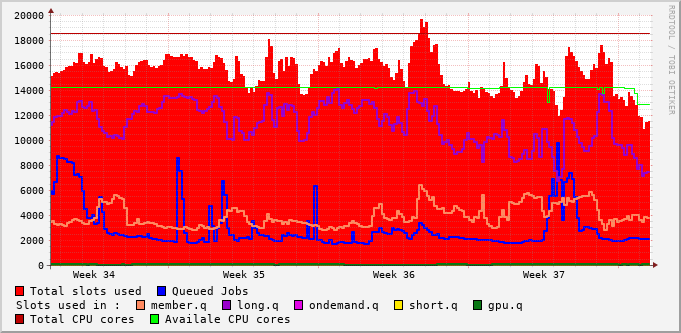 20000
18000
16000
14000
12000
10000
8000
6000
4000
2000
0
Week 34 Week 35 Week 36 Week 37
RRDTOOL / TOBI OETIKER
Total slots used Queued Jobs
Slots used in : member.q long.q ondemand.q short.q gpu.q
Total CPU cores Availale CPU cores